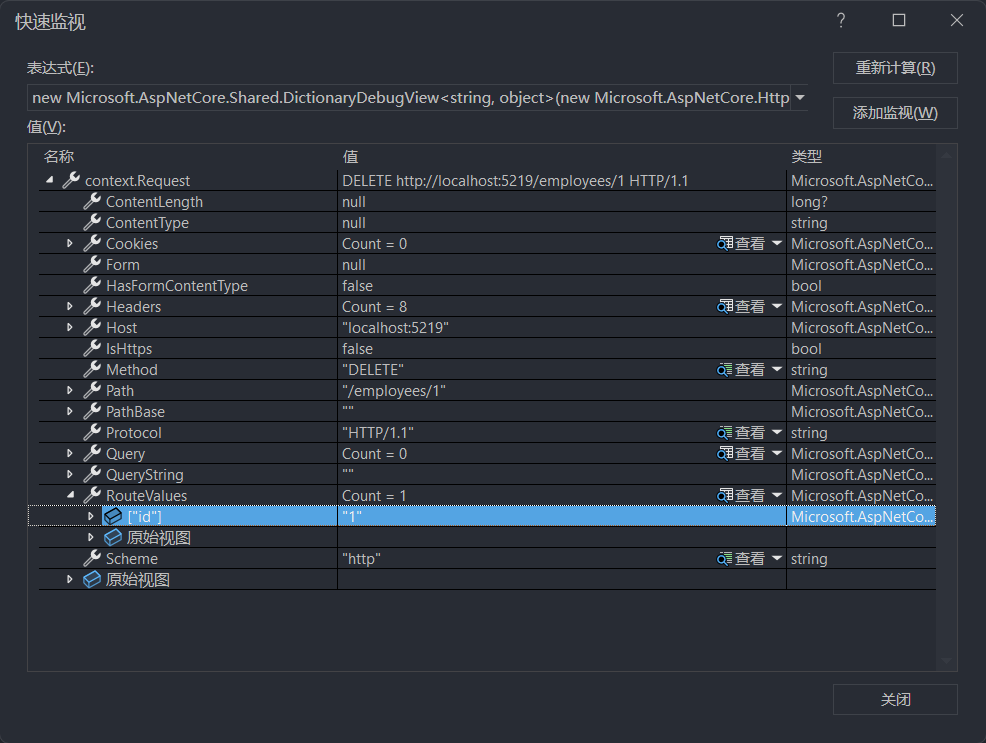 快速监视
表达式(E):
重新计算(R)
new Microsoft.AspNetCore.Shared.DictionaryDebugView<string, object>(new Microsoft.AspNetCore.Http
添加监视(W)
值(V):
名称 值 类型
context.Request DELETE http://localhost:5219/employees/1 HTTP/1.1 Microsoft.AspNetCo...
ContentLength null long?
ContentType null string
Cookies Count = 0 查看 Microsoft.AspNetCo...
Form null Microsoft.AspNetCo...
HasFormContentType false bool
Headers Count = 8 查看 Microsoft.AspNetCo...
Host "localhost:5219" Microsoft.AspNetCo...
IsHttps false bool
Method "DELETE" 查看 string
Path "/employees/1" Microsoft.AspNetCo...
PathBase "" Microsoft.AspNetCo...
Protocol "HTTP/1.1" 查看 string
Query Count = 0 查看 Microsoft.AspNetCo...
QueryString "" Microsoft.AspNetCo...
RouteValues Count = 1 查看 Microsoft.AspNetCo...
["id"] "1" Microsoft.AspNetCo...
原始视图
Scheme "http" 查看 string
原始视图
关闭